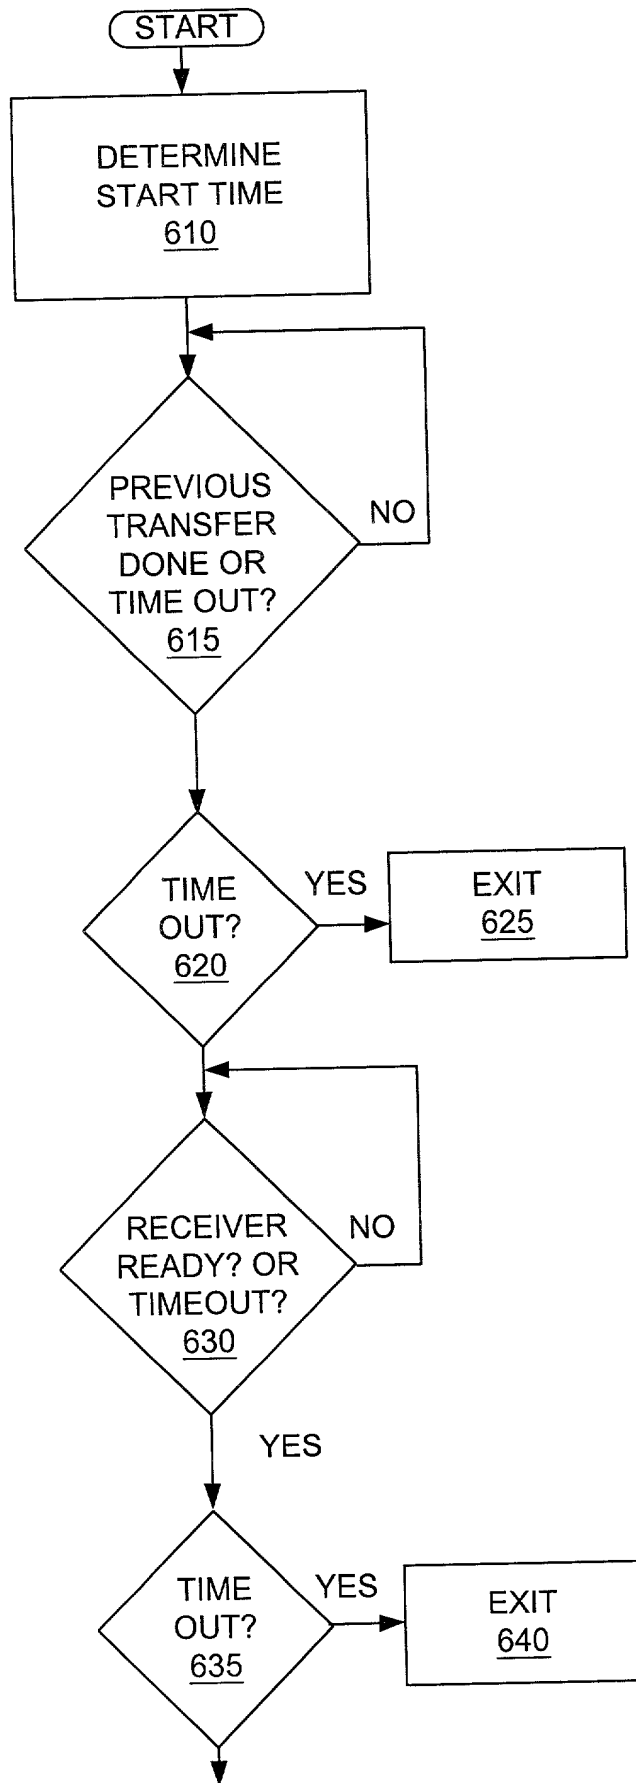 START
DETERMINE
START TIME
610
PREVIOUS
TRANSFER
DONE OR
TIME OUT?
615
NO
TIME
OUT?
620
YES
EXIT
625
RECEIVER
READY? OR
TIMEOUT?
630
NO
YES
TIME
OUT?
635
YES
EXIT
640